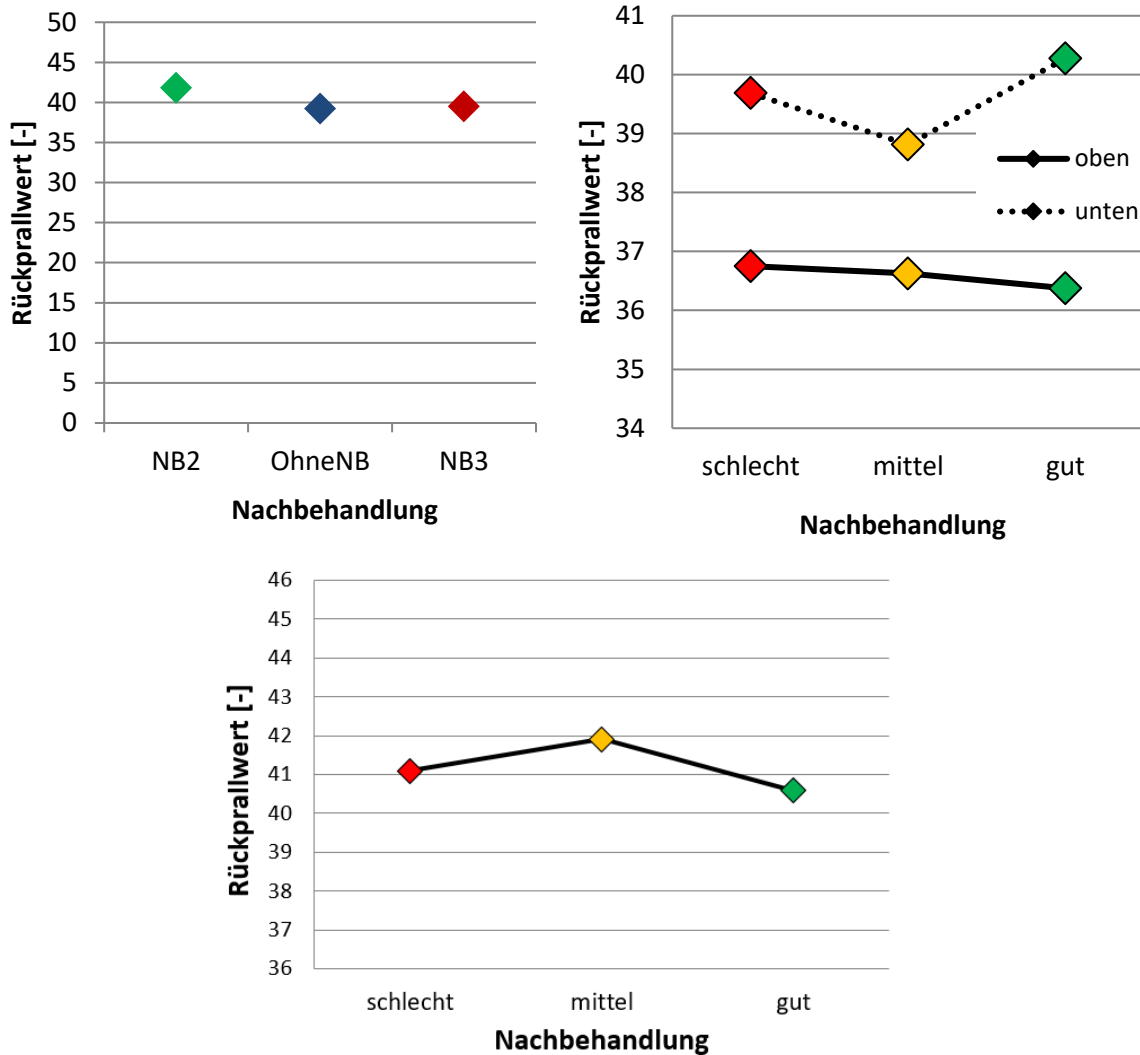 50
45
40
35
30
25
20
15
10
5
0
Rückprallwert [-]
NB2 OhneNB NB3
Nachbehandlung
41
40
39
38
37
36
35
34
Rückprallwert [-]
oben
unten
schlecht mittel gut
Nachbehandlung
46
45
44
43
42
41
40
39
38
37
36
Rückprallwert [-]
schlecht mittel gut
Nachbehandlung